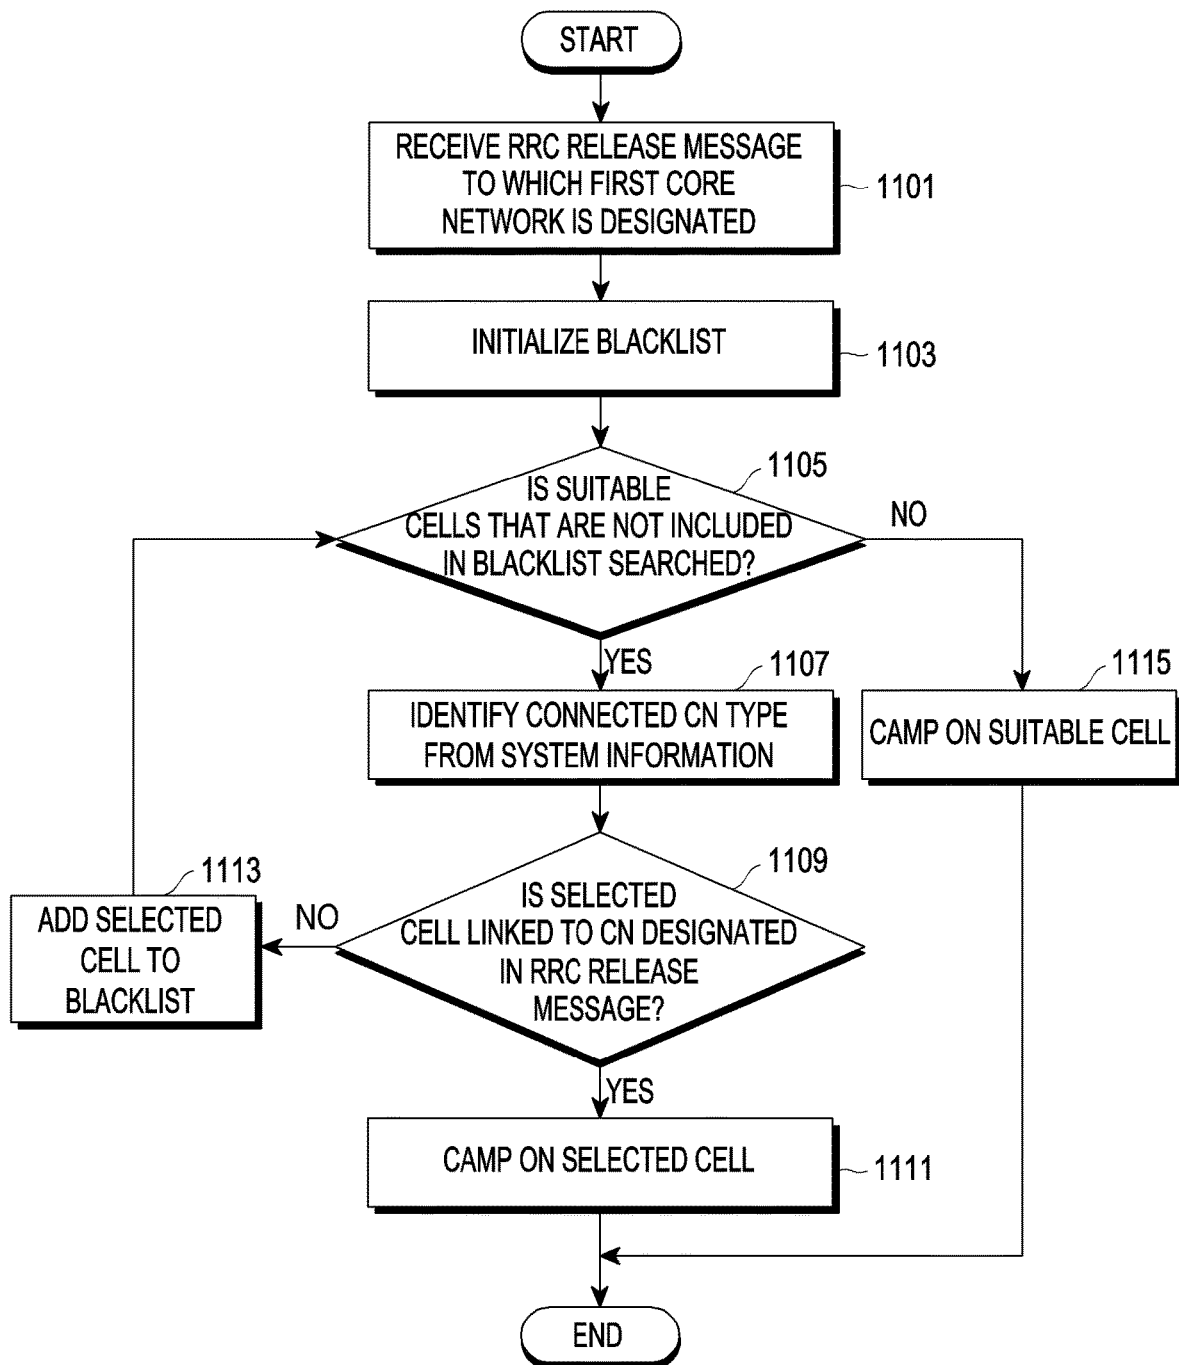 START
RECEIVE RRC RELEASE MESSAGE
TO WHICH FIRST CORE
NETWORK IS DESIGNATED
1101
INITIALIZE BLACKLIST
1103
1105
IS SUITABLE
CELLS THAT ARE NOT INCLUDED
IN BLACKLIST SEARCHED?
NO
YES
1107
IDENTIFY CONNECTED CN TYPE
FROM SYSTEM INFORMATION
1115
CAMP ON SUITABLE CELL
1109
IS SELECTED
CELL LINKED TO CN DESIGNATED
IN RRC RELEASE
MESSAGE?
NO
1113
ADD SELECTED
CELL TO
BLACKLIST
YES
CAMP ON SELECTED CELL
1111
END